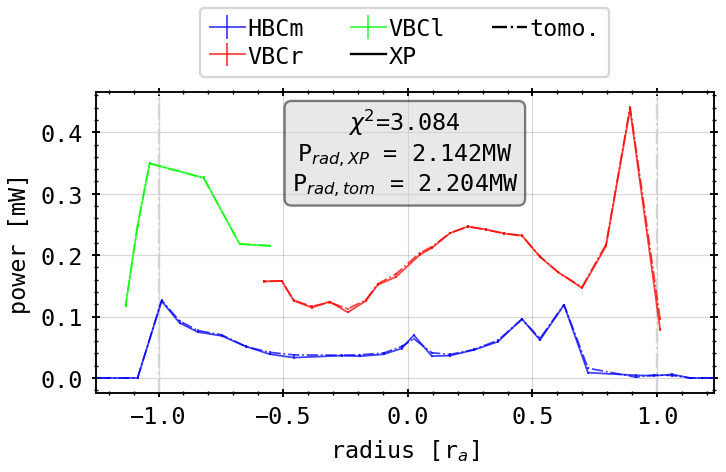 HBCm VBCl tomo.
VBCr XP
χ²=3.084
P_rad,XP = 2.142MW
P_rad,tom = 2.204MW
power [mW]
0.4
0.3
0.2
0.1
0.0
−1.0 −0.5 0.0 0.5 1.0
radius [r_a]